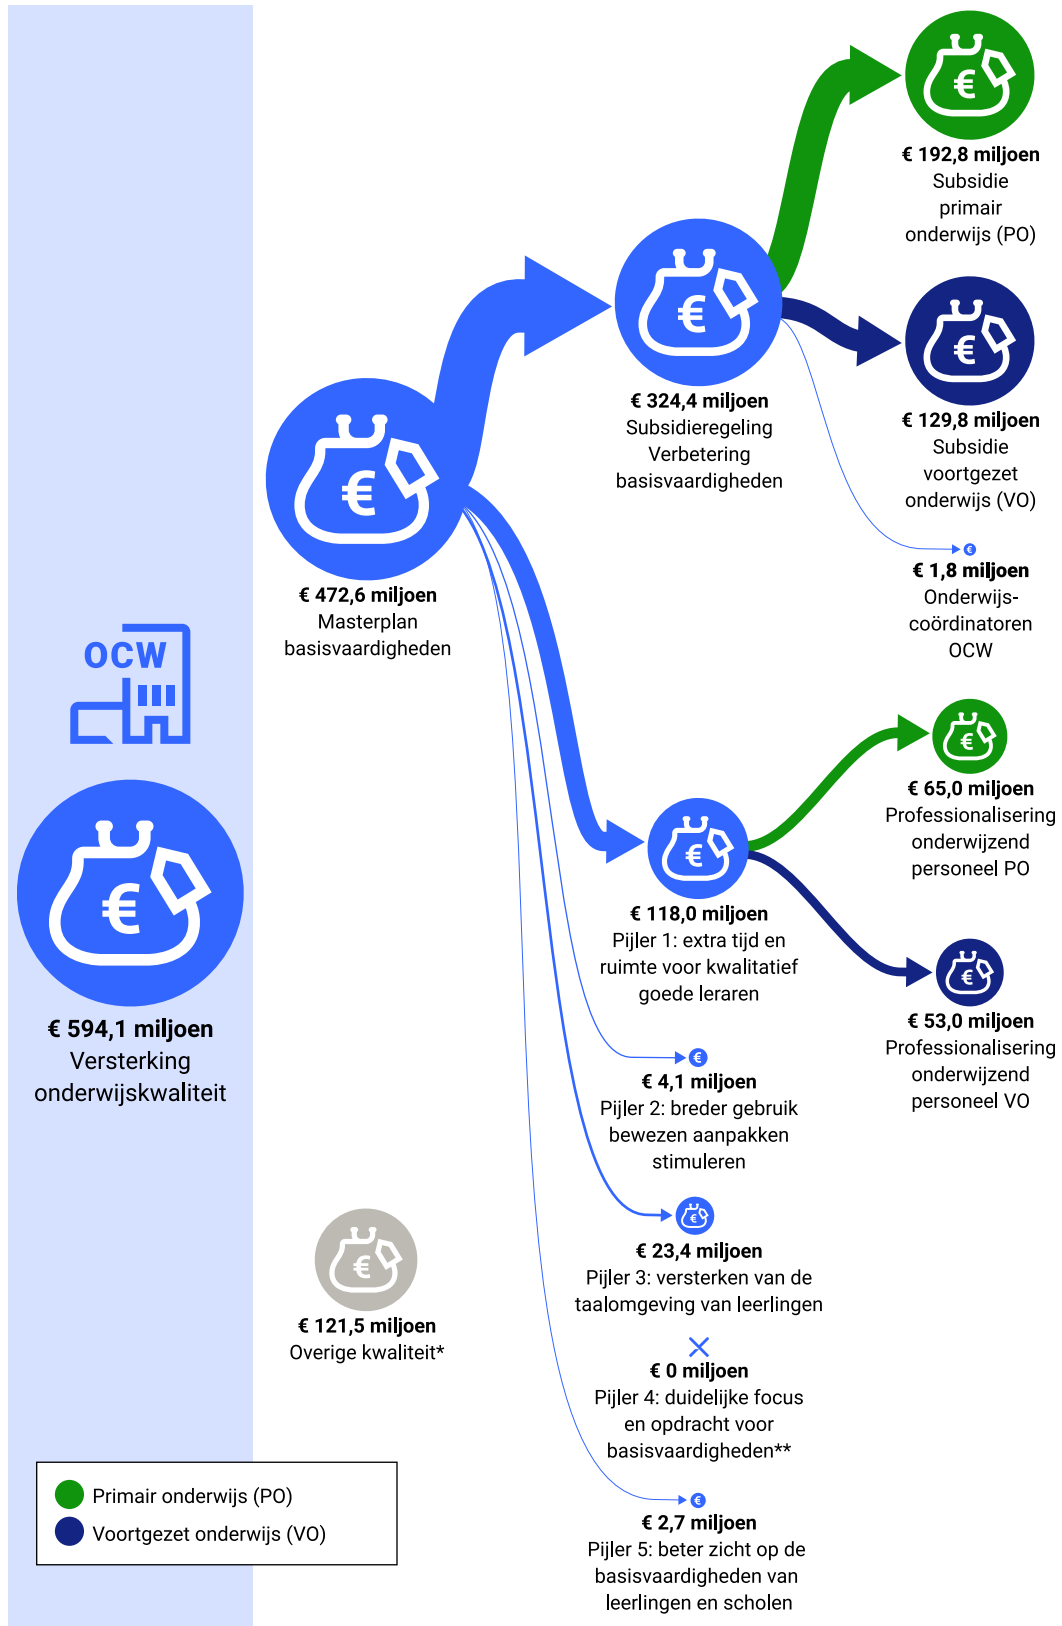 OCW
€ 594,1 miljoen
Versterking
onderwijskwaliteit
€ 472,6 miljoen
Masterplan
basisvaardigheden
€ 121,5 miljoen
Overige kwaliteit*
€ 324,4 miljoen
Subsidieregeling
Verbetering
basisvaardigheden
€ 118,0 miljoen
Pijler 1: extra tijd en
ruimte voor kwalitatief
goede leraren
€ 4,1 miljoen
Pijler 2: breder gebruik
bewezen aanpakken
stimuleren
€ 23,4 miljoen
Pijler 3: versterken van de
taalomgeving van leerlingen
€ 0 miljoen
Pijler 4: duidelijke focus
en opdracht voor
basisvaardigheden**
€ 2,7 miljoen
Pijler 5: beter zicht op de
basisvaardigheden van
leerlingen en scholen
€ 192,8 miljoen
Subsidie
primair
onderwijs (PO)
€ 129,8 miljoen
Subsidie
voortgezet
onderwijs (VO)
€ 1,8 miljoen
Onderwijs-
coördinatoren
OCW
€ 65,0 miljoen
Professionalisering
onderwijzend
personeel PO
€ 53,0 miljoen
Professionalisering
onderwijzend
personeel VO
Primair onderwijs (PO)
Voortgezet onderwijs (VO)